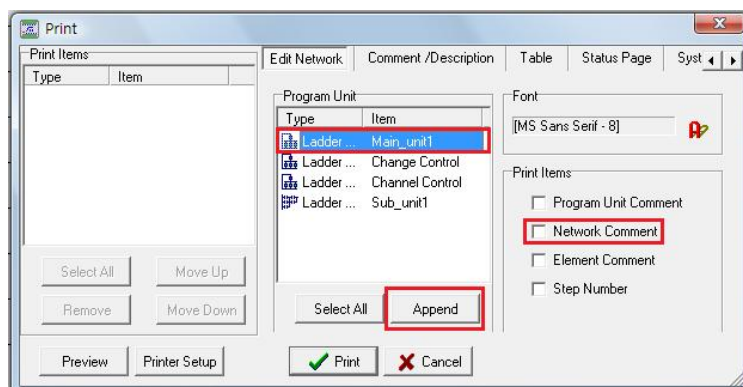 Print
Print Items
Type Item
Select All Move Up
Remove Move Down
Edit Network Comment /Description Table Status Page Syst
Program Unit
Type Item
Ladder ... Main_unit1
Ladder ... Change Control
Ladder ... Channel Control
Ladder ... Sub_unit1
Select All Append
Font
[MS Sans Serif - 8]
Print Items
Program Unit Comment
Network Comment
Element Comment
Step Number
Preview Printer Setup Print Cancel